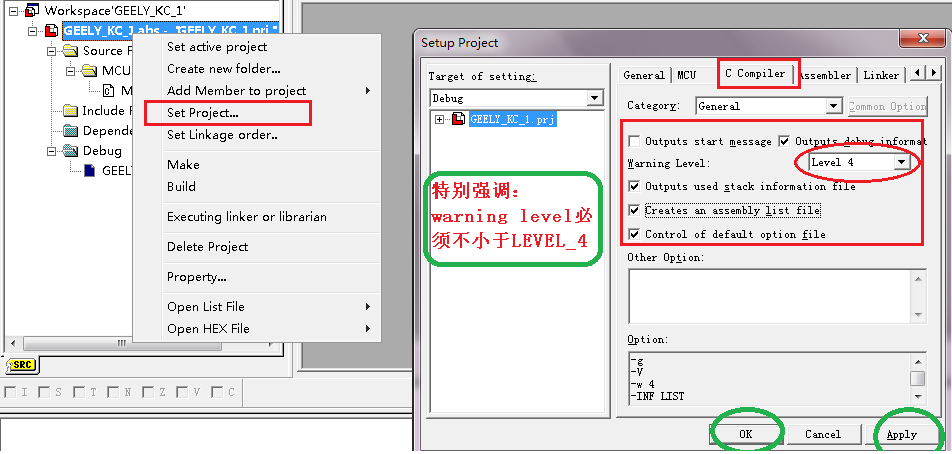 Workspace'GEELY_KC_1'
GEELY_KC_1.abs - "GEELY_KC_1.prj"
Source F
MCU
M
Include F
Depende
Debug
GEELY
SRC
I S T N Z V C
Set active project
Create new folder...
Add Member to project
Set Project...
Set Linkage order..
Make
Build
Executing linker or librarian
Delete Project
Property...
Open List File
Open HEX File
Setup Project
Target of setting:
Debug
GEELY_KC_1.prj
特别强调：
warning level必
须不小于LEVEL_4
General MCU C Compiler Assembler Linker
Category: General Common Option
Outputs start message Outputs debug informat
Warning Level: Level 4
Outputs used stack information file
Creates an assembly list file
Control of default option file
Other Option:
Option:
-g
-V
-w 4
-INF LIST
OK Cancel Apply